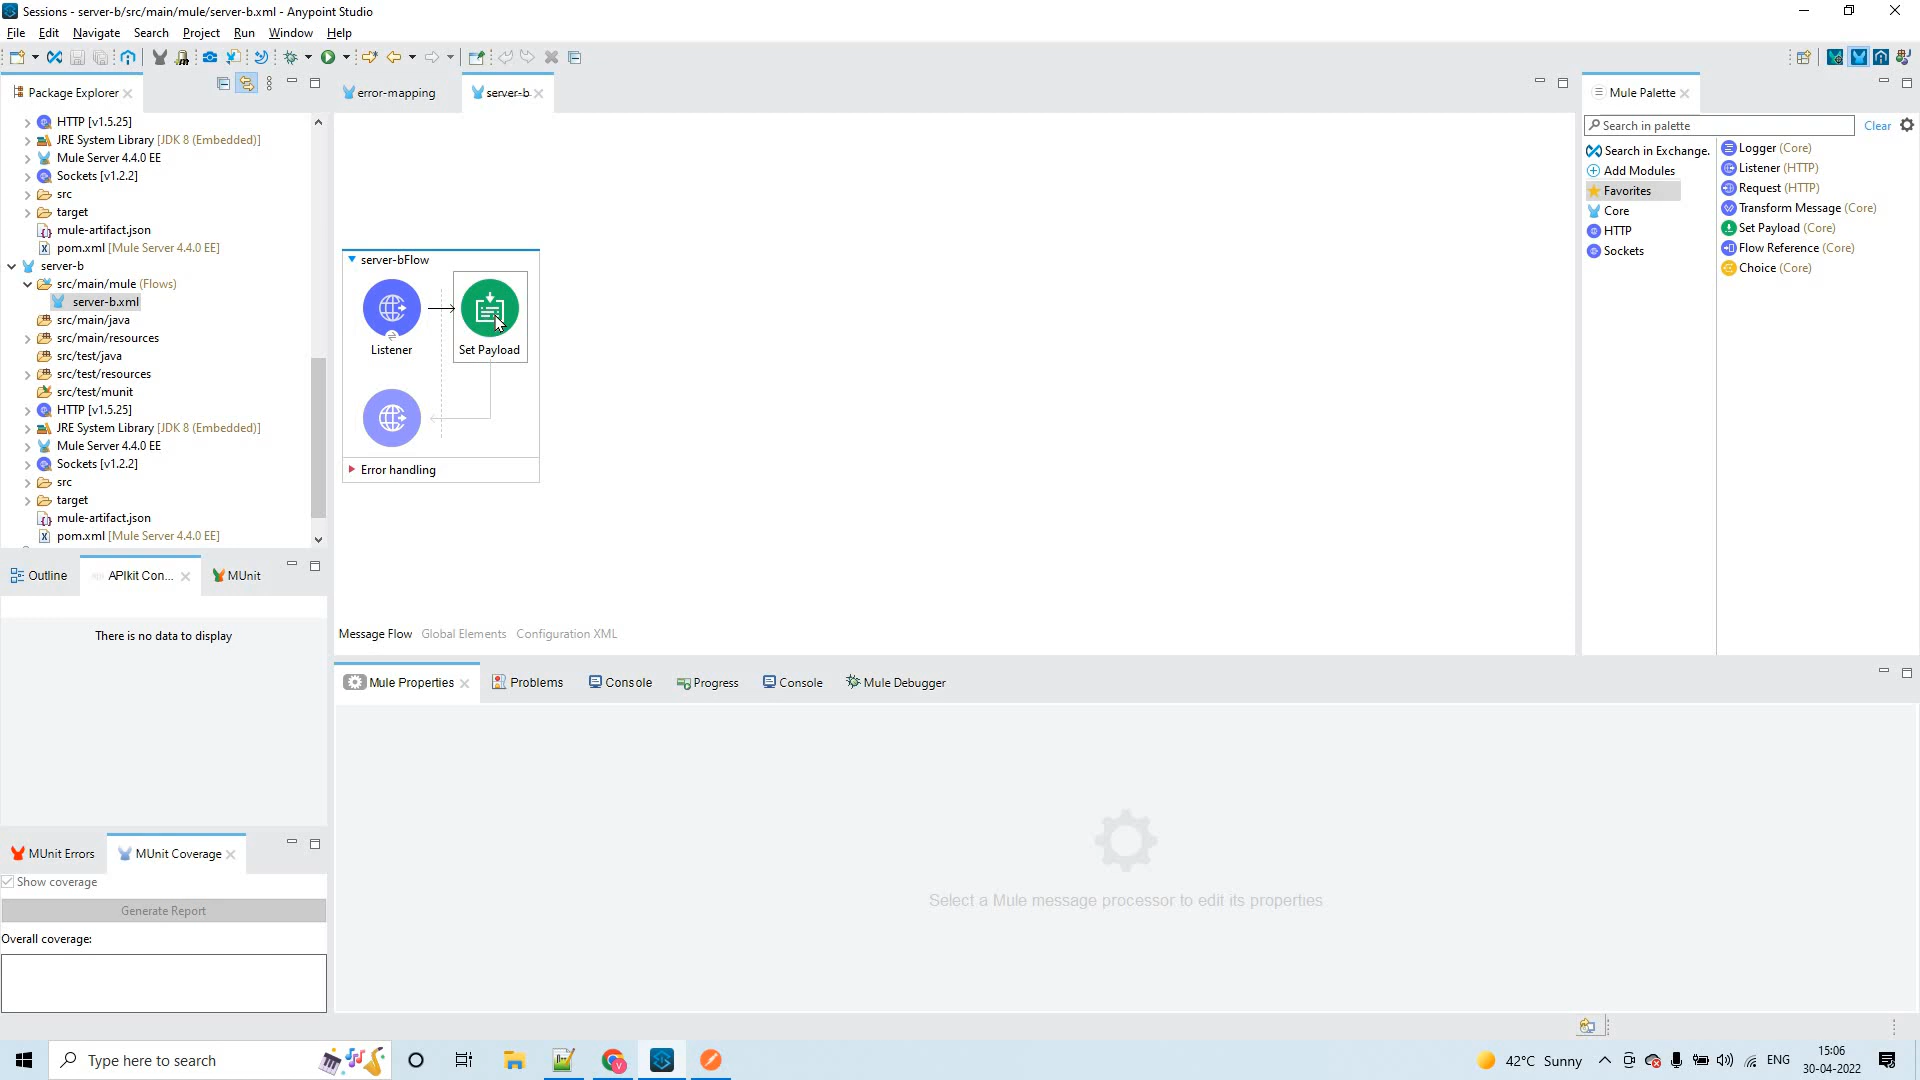 Sessions - server-b/src/main/mule/server-b.xml - Anypoint Studio
File Edit Navigate Search Project Run Window Help
Package Explorer
HTTP [v1.5.25]
JRE System Library [JDK 8 (Embedded)]
Mule Server 4.4.0 EE
Sockets [v1.2.2]
src
target
mule-artifact.json
pom.xml [Mule Server 4.4.0 EE]
server-b
src/main/mule (Flows)
server-b.xml
src/main/java
src/main/resources
src/test/java
src/test/resources
src/test/munit
HTTP [v1.5.25]
JRE System Library [JDK 8 (Embedded)]
Mule Server 4.4.0 EE
Sockets [v1.2.2]
src
target
mule-artifact.json
pom.xml [Mule Server 4.4.0 EE]
Outline APIkit Con... MUnit
There is no data to display
MUnit Errors MUnit Coverage
Show coverage
Generate Report
Overall coverage:
error-mapping server-b
server-bFlow
Listener Set Payload
Error handling
Message Flow Global Elements Configuration XML
Mule Properties Problems Console Progress Console Mule Debugger
Select a Mule message processor to edit its properties
Mule Palette
Search in palette Clear
Search in Exchange.
Add Modules
Favorites
Core
HTTP
Sockets
Logger (Core)
Listener (HTTP)
Request (HTTP)
Transform Message (Core)
Set Payload (Core)
Flow Reference (Core)
Choice (Core)
Type here to search
42°C Sunny
ENG
15:06
30-04-2022